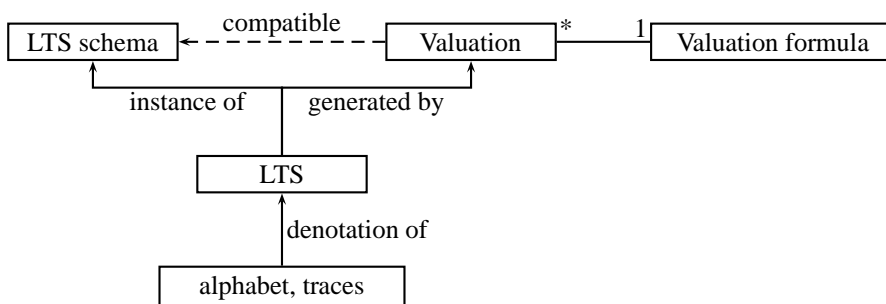 compatible
LTS schema
Valuation
*
1
Valuation formula
instance of
generated by
LTS
denotation of
alphabet, traces